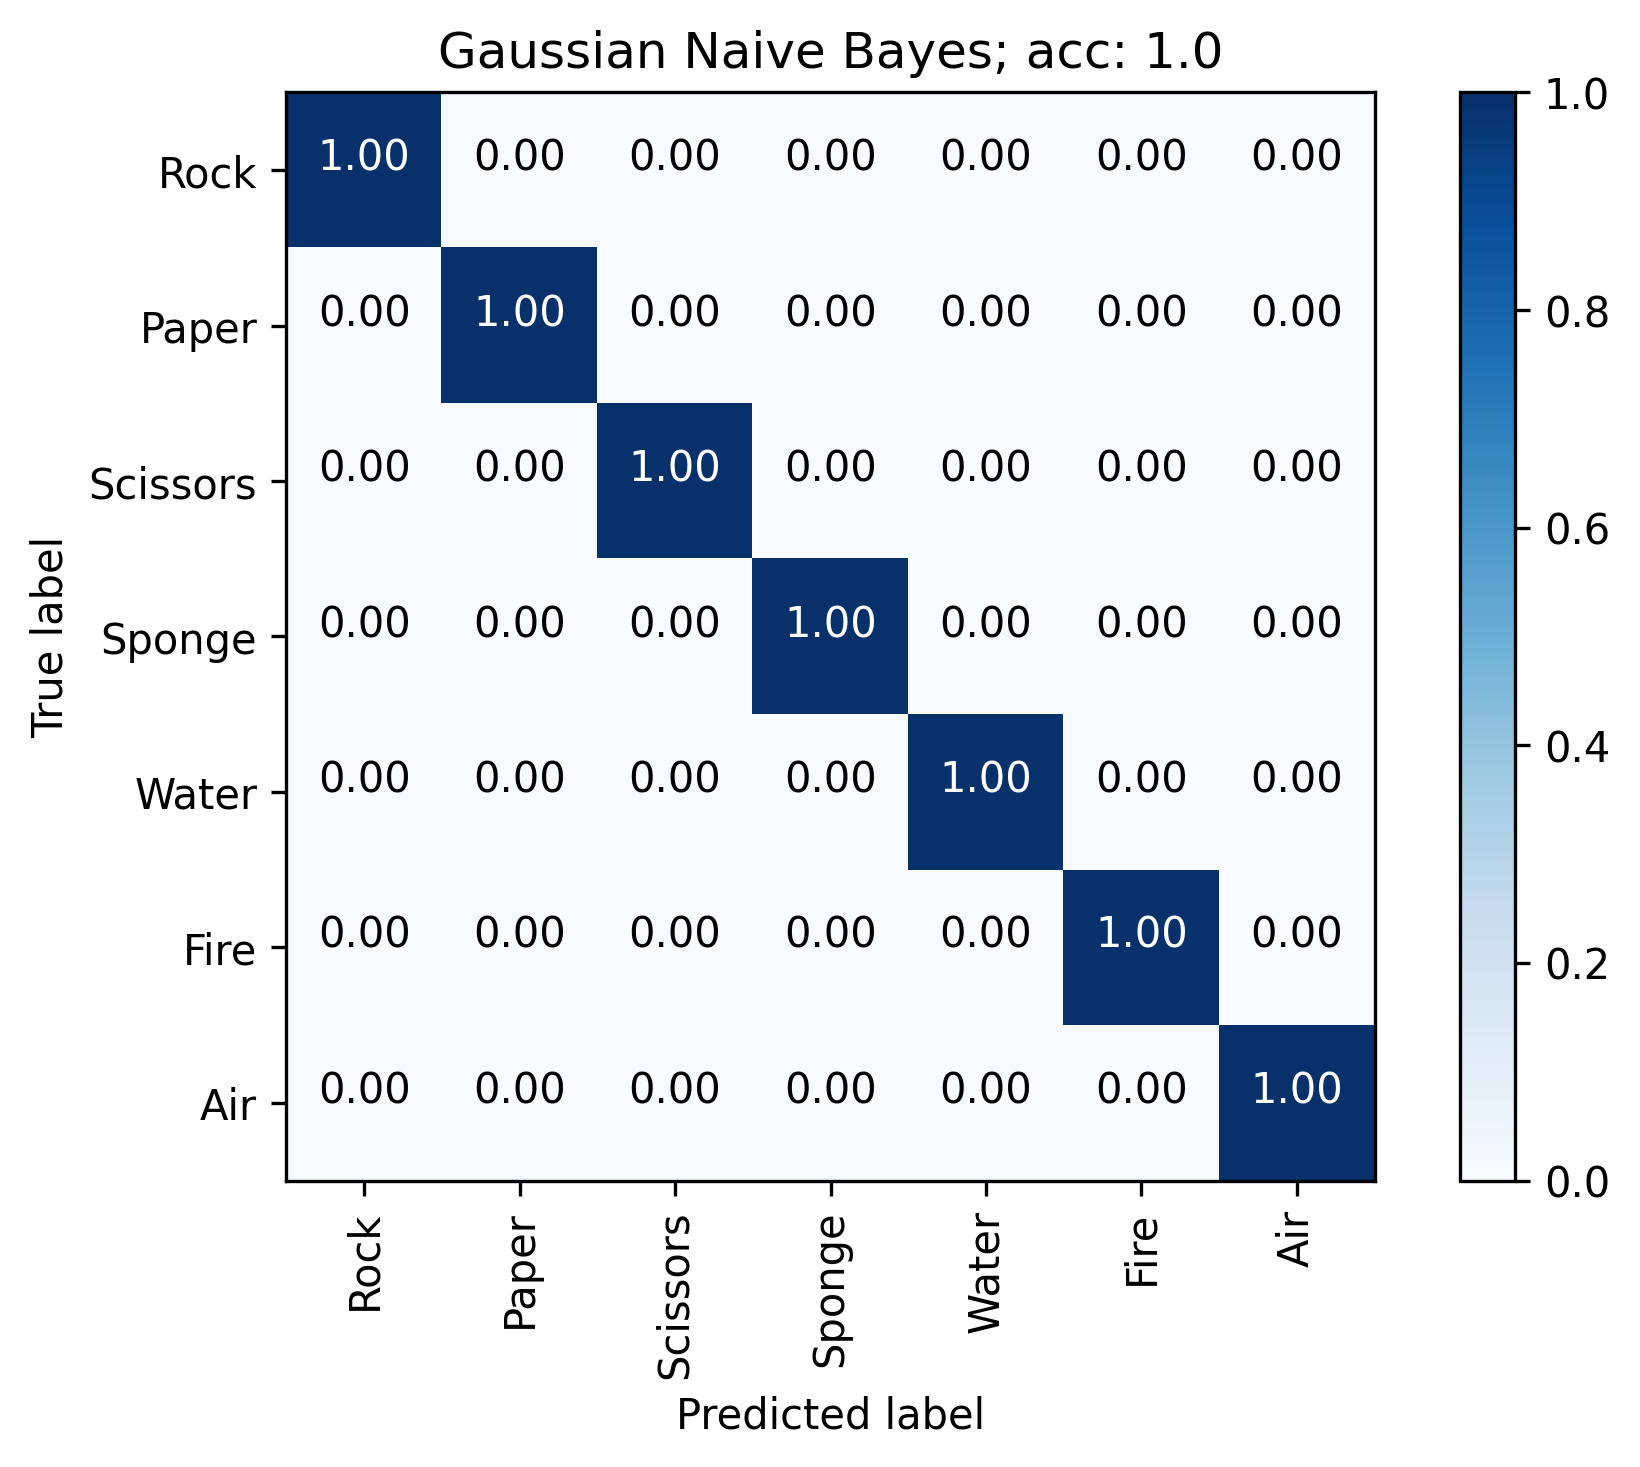 Gaussian Naive Bayes; acc: 1.0
True label
Rock 1.00 0.00 0.00 0.00 0.00 0.00 0.00
Paper 0.00 1.00 0.00 0.00 0.00 0.00 0.00
Scissors 0.00 0.00 1.00 0.00 0.00 0.00 0.00
Sponge 0.00 0.00 0.00 1.00 0.00 0.00 0.00
Water 0.00 0.00 0.00 0.00 1.00 0.00 0.00
Fire 0.00 0.00 0.00 0.00 0.00 1.00 0.00
Air 0.00 0.00 0.00 0.00 0.00 0.00 1.00
Rock Paper Scissors Sponge Water Fire Air
Predicted label
1.0
0.8
0.6
0.4
0.2
0.0